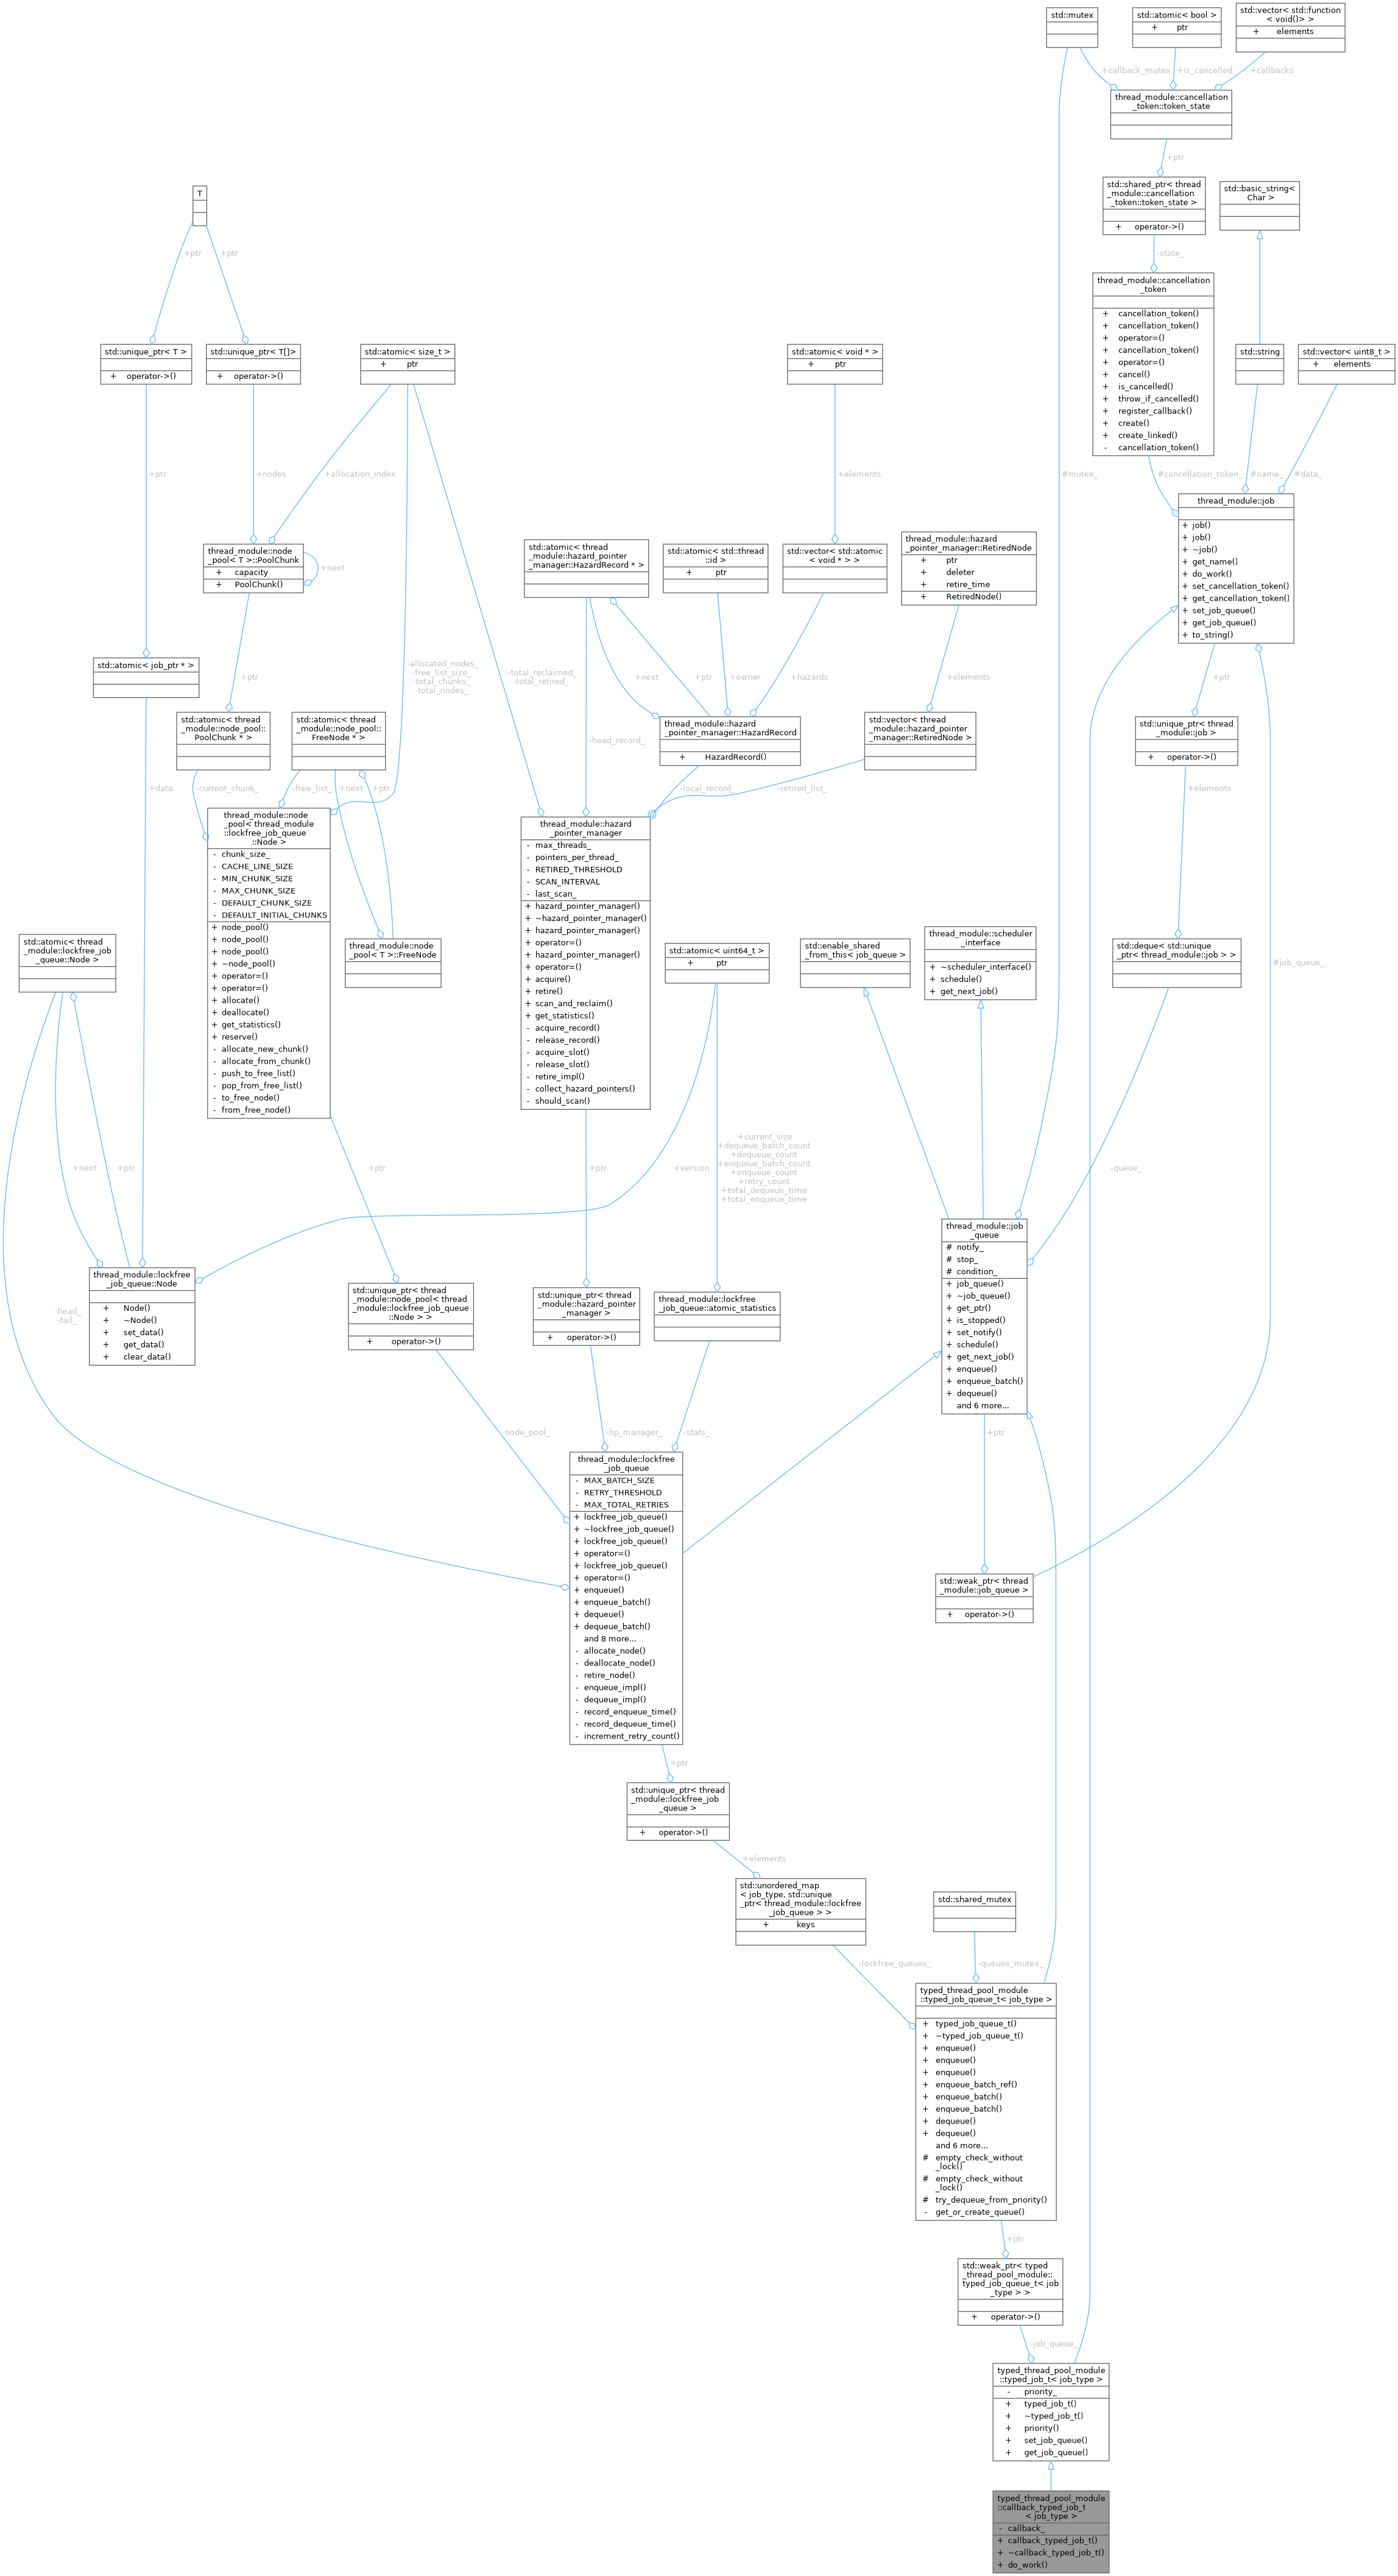 std::mutex
std::atomic< bool >
+ ptr
std::vector< std::function
< void()> >
+ elements
+callback_mutex
+is_cancelled
+callbacks
thread_module::cancellation
_token::token_state
+ptr
std::shared_ptr< thread
_module::cancellation
_token::token_state >
+ operator->()
std::basic_string<
Char >
T
+ptr
+ptr
-state_
thread_module::cancellation
_token
+ cancellation_token()
+ cancellation_token()
+ operator=()
+ cancellation_token()
+ operator=()
+ cancel()
+ is_cancelled()
+ throw_if_cancelled()
+ register_callback()
+ create()
+ create_linked()
- cancellation_token()
std::unique_ptr< T >
+ operator->()
std::unique_ptr< T[]>
+ operator->()
std::atomic< size_t >
+ ptr
std::atomic< void * >
+ ptr
std::string
std::vector< uint8_t >
+ elements
+ptr
+nodes
+allocation_index
+elements
#mutex_
#cancellation_token_
#name_
#data_
thread_module::job
+ job()
+ job()
+ ~job()
+ get_name()
+ do_work()
+ set_cancellation_token()
+ get_cancellation_token()
+ set_job_queue()
+ get_job_queue()
+ to_string()
thread_module::node
_pool< T >::PoolChunk
+ capacity
+ PoolChunk()
+next
std::atomic< thread
_module::hazard_pointer
_manager::HazardRecord * >
std::atomic< std::thread
::id >
+ ptr
std::vector< std::atomic
< void * > >
thread_module::hazard
_pointer_manager::RetiredNode
+ ptr
+ deleter
+ retire_time
+ RetiredNode()
std::atomic< job_ptr * >
+ptr
-allocated_nodes_
-free_list_size_
-total_chunks_
-total_nodes_
-total_reclaimed_
-total_retired_
+next
+ptr
+owner
+hazards
+elements
+ptr
std::atomic< thread
_module::node_pool::
PoolChunk * >
std::atomic< thread
_module::node_pool::
FreeNode * >
-head_record_
thread_module::hazard
_pointer_manager::HazardRecord
+ HazardRecord()
std::vector< thread
_module::hazard_pointer
_manager::RetiredNode >
std::unique_ptr< thread
_module::job >
+ operator->()
+data
-current_chunk_
-free_list_
+next
+ptr
-local_record_
-retired_list_
+elements
thread_module::node
_pool< thread_module
::lockfree_job_queue
::Node >
- chunk_size_
- CACHE_LINE_SIZE
- MIN_CHUNK_SIZE
- MAX_CHUNK_SIZE
- DEFAULT_CHUNK_SIZE
- DEFAULT_INITIAL_CHUNKS
+ node_pool()
+ node_pool()
+ node_pool()
+ ~node_pool()
+ operator=()
+ operator=()
+ allocate()
+ deallocate()
+ get_statistics()
+ reserve()
- allocate_new_chunk()
- allocate_from_chunk()
- push_to_free_list()
- pop_from_free_list()
- to_free_node()
- from_free_node()
thread_module::hazard
_pointer_manager
- max_threads_
- pointers_per_thread_
- RETIRED_THRESHOLD
- SCAN_INTERVAL
- last_scan_
+ hazard_pointer_manager()
+ ~hazard_pointer_manager()
+ hazard_pointer_manager()
+ operator=()
+ hazard_pointer_manager()
+ operator=()
+ acquire()
+ retire()
+ scan_and_reclaim()
+ get_statistics()
- acquire_record()
- release_record()
- acquire_slot()
- release_slot()
- retire_impl()
- collect_hazard_pointers()
- should_scan()
std::atomic< thread
_module::lockfree_job
_queue::Node >
thread_module::node
_pool< T >::FreeNode
std::atomic< uint64_t >
+ ptr
std::enable_shared
_from_this< job_queue >
thread_module::scheduler
_interface
+ ~scheduler_interface()
+ schedule()
+ get_next_job()
std::deque< std::unique
_ptr< thread_module::job > >
#job_queue_
+next
+ptr
+ptr
+ptr
+version
+current_size
+dequeue_batch_count
+dequeue_count
+enqueue_batch_count
+enqueue_count
+retry_count
+total_dequeue_time
+total_enqueue_time
-queue_
thread_module::job
_queue
# notify_
# stop_
# condition_
+ job_queue()
+ ~job_queue()
+ get_ptr()
+ is_stopped()
+ set_notify()
+ schedule()
+ get_next_job()
+ enqueue()
+ enqueue_batch()
+ dequeue()
and 6 more...
-head_
-tail_
thread_module::lockfree
_job_queue::Node
+ Node()
+ ~Node()
+ set_data()
+ get_data()
+ clear_data()
std::unique_ptr< thread
_module::node_pool< thread
_module::lockfree_job_queue
::Node > >
+ operator->()
std::unique_ptr< thread
_module::hazard_pointer
_manager >
+ operator->()
thread_module::lockfree
_job_queue::atomic_statistics
-node_pool_
-hp_manager_
-stats_
+ptr
thread_module::lockfree
_job_queue
- MAX_BATCH_SIZE
- RETRY_THRESHOLD
- MAX_TOTAL_RETRIES
+ lockfree_job_queue()
+ ~lockfree_job_queue()
+ lockfree_job_queue()
+ operator=()
+ lockfree_job_queue()
+ operator=()
+ enqueue()
+ enqueue_batch()
+ dequeue()
+ dequeue_batch()
and 8 more...
- allocate_node()
- deallocate_node()
- retire_node()
- enqueue_impl()
- dequeue_impl()
- record_enqueue_time()
- record_dequeue_time()
- increment_retry_count()
std::weak_ptr< thread
_module::job_queue >
+ operator->()
+ptr
std::unique_ptr< thread
_module::lockfree_job
_queue >
+ operator->()
+elements
std::unordered_map
< job_type, std::unique
_ptr< thread_module::lockfree
_job_queue > >
+ keys
std::shared_mutex
-lockfree_queues_
-queues_mutex_
typed_thread_pool_module
::typed_job_queue_t< job_type >
+ typed_job_queue_t()
+ ~typed_job_queue_t()
+ enqueue()
+ enqueue()
+ enqueue()
+ enqueue_batch_ref()
+ enqueue_batch()
+ enqueue_batch()
+ dequeue()
+ dequeue()
and 6 more...
# empty_check_without
_lock()
# empty_check_without
_lock()
# try_dequeue_from_priority()
- get_or_create_queue()
+ptr
std::weak_ptr< typed
_thread_pool_module::
typed_job_queue_t< job
_type > >
+ operator->()
-job_queue_
typed_thread_pool_module
::typed_job_t< job_type >
- priority_
+ typed_job_t()
+ ~typed_job_t()
+ priority()
+ set_job_queue()
+ get_job_queue()
typed_thread_pool_module
::callback_typed_job_t
< job_type >
- callback_
+ callback_typed_job_t()
+ ~callback_typed_job_t()
+ do_work()